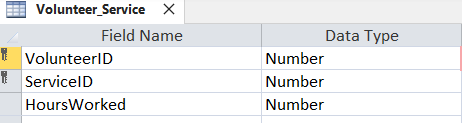 Volunteer_Service
Field Name Data Type
VolunteerID Number
ServiceID Number
HoursWorked Number